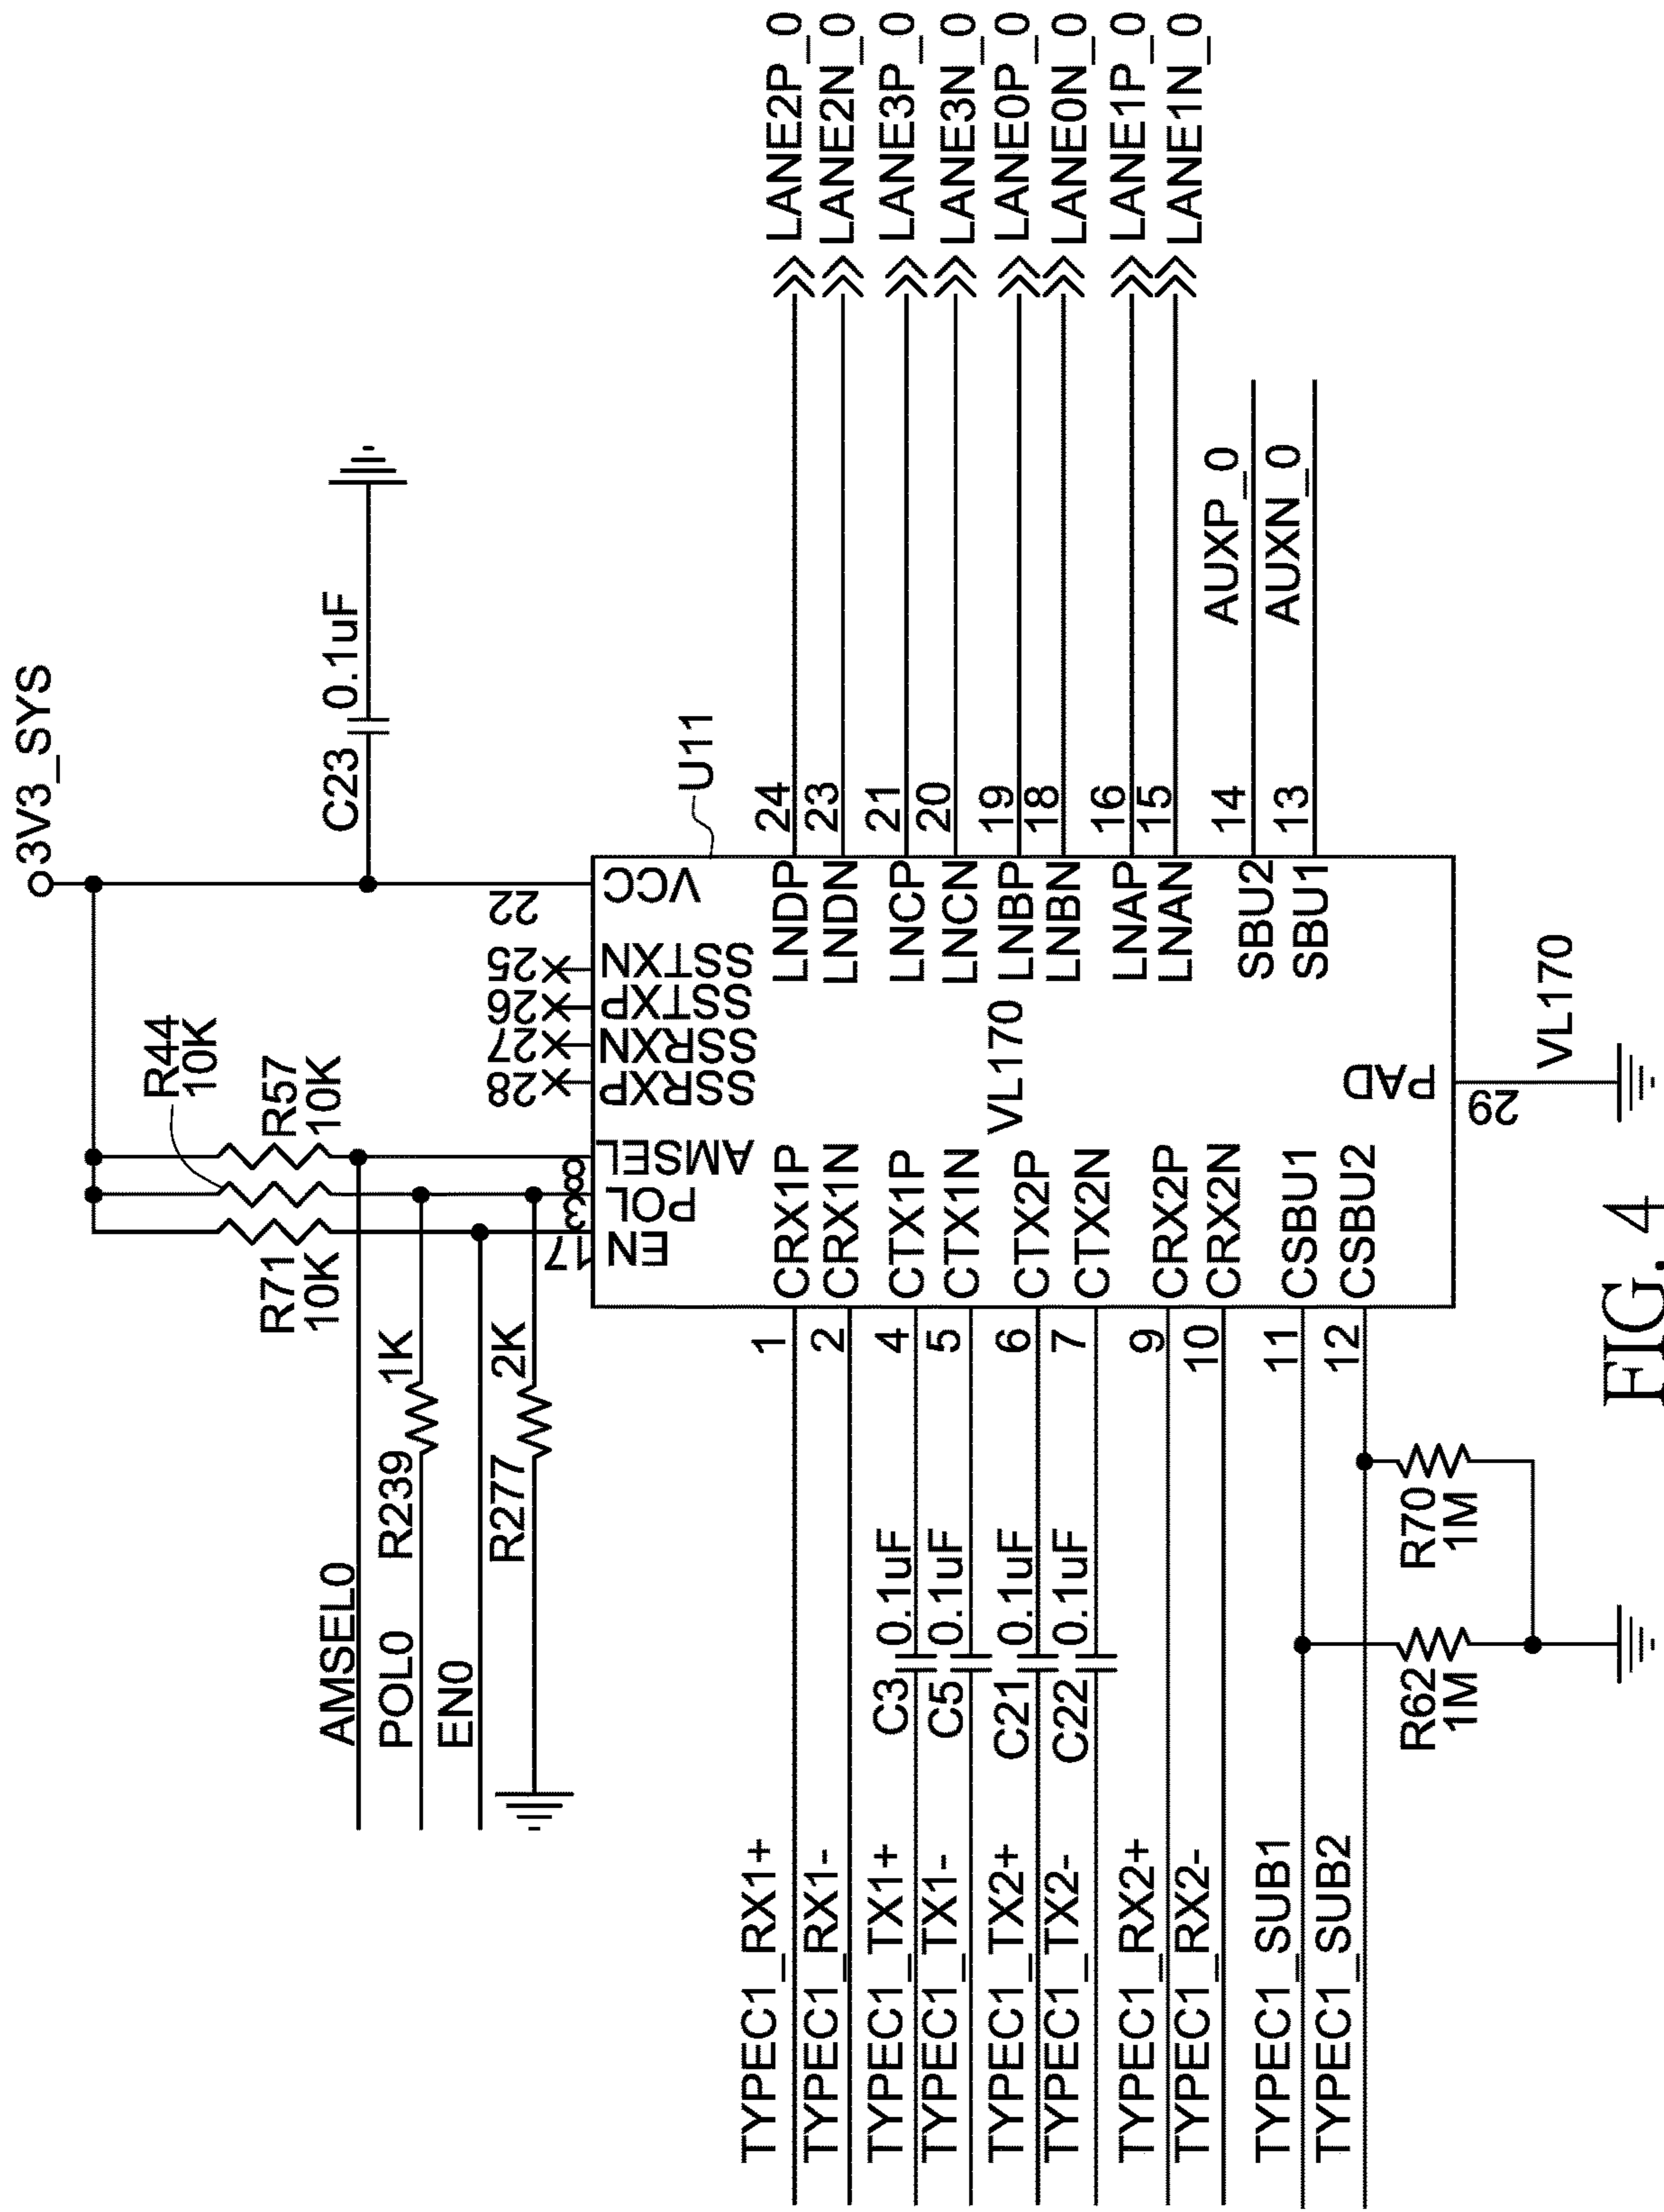 3V3_SYS
C23 0.1uF
R44
10K
R57
10K
R71
10K
AMSEL0
POL0
R239 1K
EN0
R277 2K
U11
22
25
26
27
28
8
3
17
VCC
SSTXN
SSTXP
SSRXN
SSRXP
AMSEL
POL
EN
TYPEC1_RX1+
1
CRX1P
TYPEC1_RX1-
2
CRX1N
TYPEC1_TX1+
C3 0.1uF
4
CTX1P
TYPEC1_TX1-
C5 0.1uF
5
CTX1N
TYPEC1_TX2+
C21 0.1uF
6
CTX2P
TYPEC1_TX2-
C22 0.1uF
7
CTX2N
TYPEC1_RX2+
9
CRX2P
TYPEC1_RX2-
10
CRX2N
TYPEC1_SUB1
11
CSBU1
TYPEC1_SUB2
12
CSBU2
R62
1M
R70
1M
VL170
LNDP
24
LANE2P_0
LNDN
23
LANE2N_0
LNCP
21
LANE3P_0
LNCN
20
LANE3N_0
LNBP
19
LANE0P_0
LNBN
18
LANE0N_0
LNAP
16
LANE1P_0
LNAN
15
LANE1N_0
SBU2
14
AUXP_0
SBU1
13
AUXN_0
PAD
29
VL170
FIG. 4